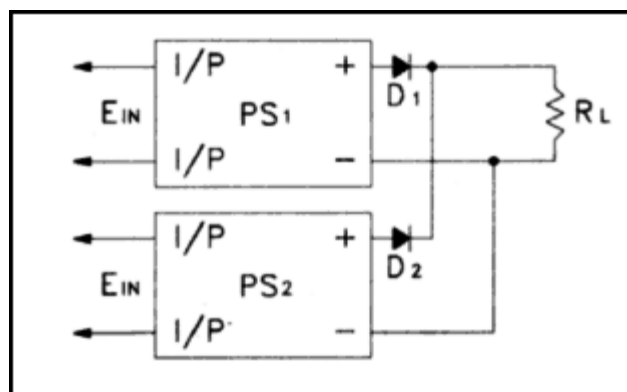 I/P +
D1
EIN PS1 RL
I/P −
I/P +
D2
EIN PS2
I/P −